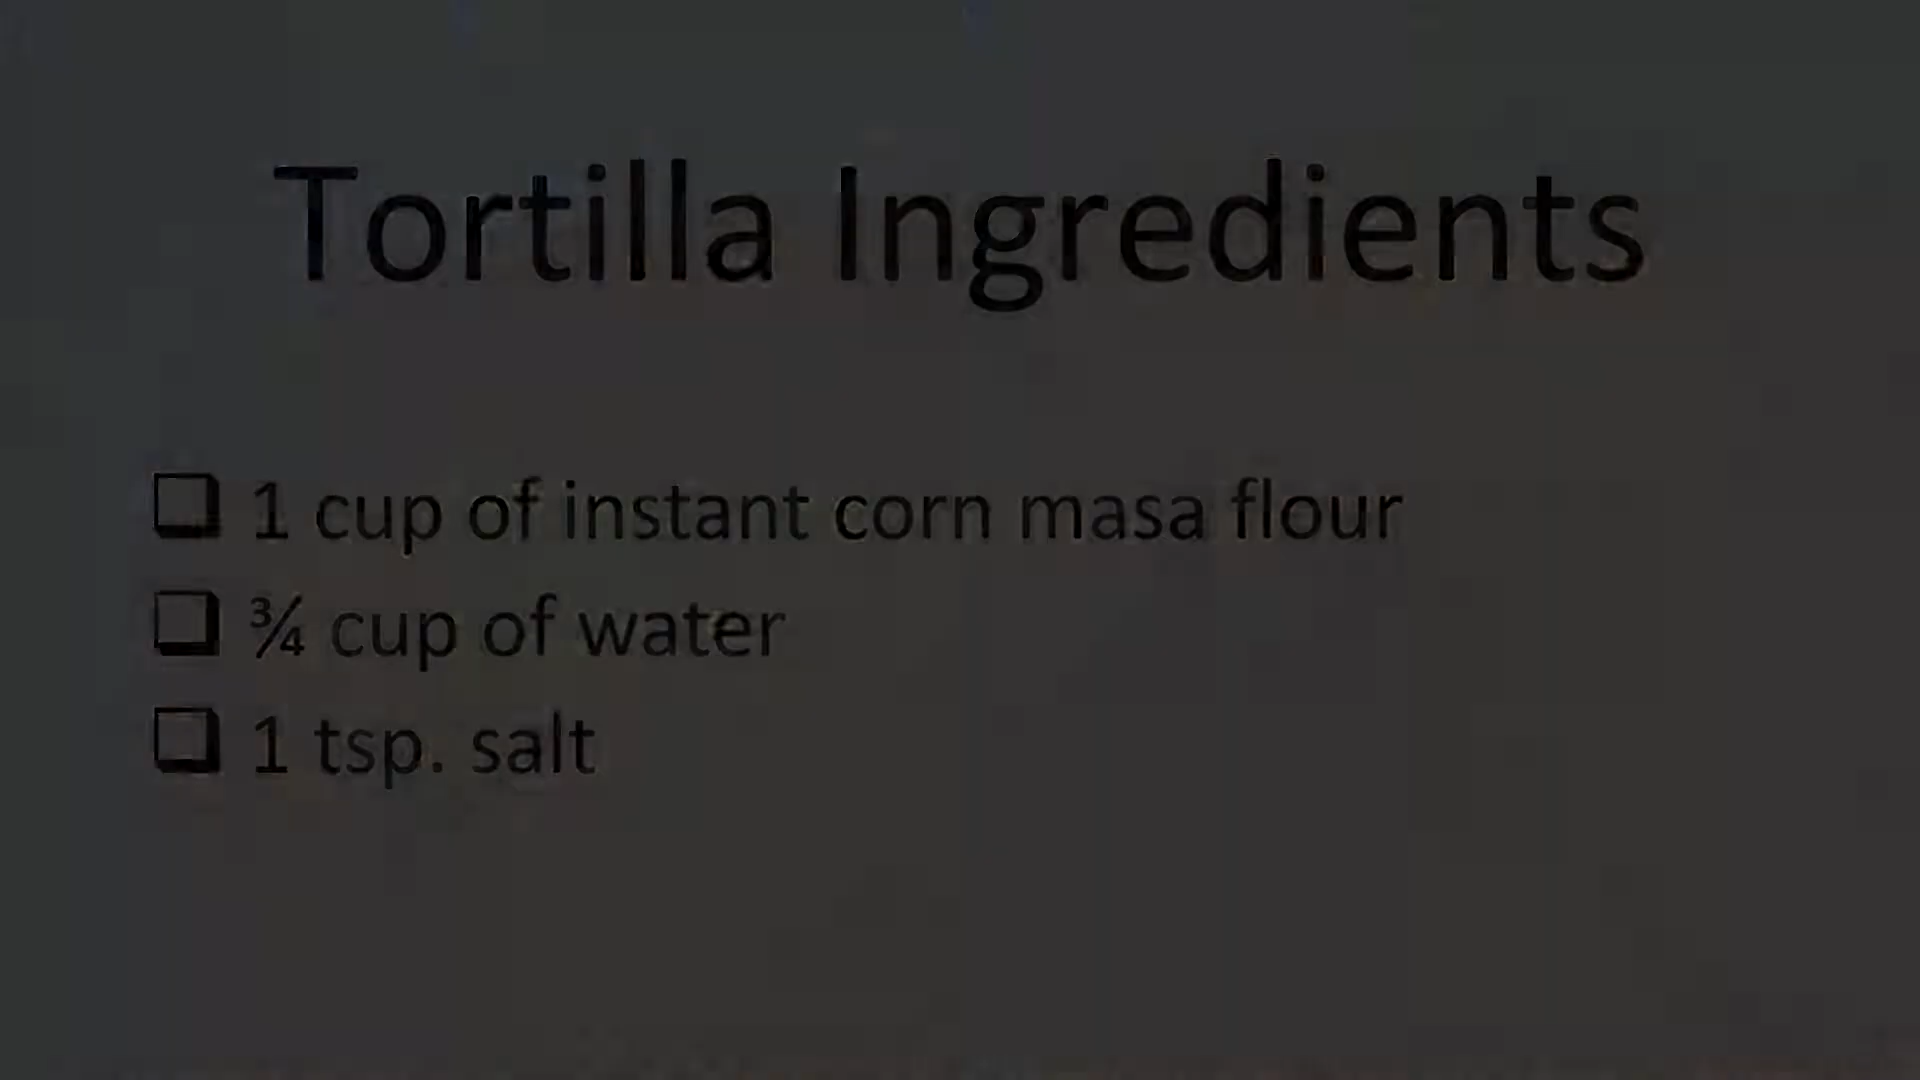 Tortilla Ingredients
❑ 1 cup of instant corn masa flour
❑ ¾ cup of water
❑ 1 tsp. salt